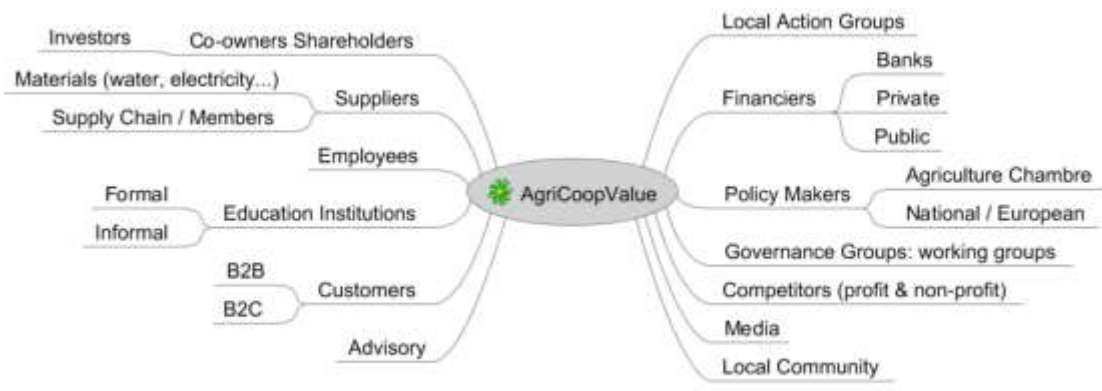 Investors
Co-owners Shareholders
Materials (water, electricity...)
Supply Chain / Members
Suppliers
Employees
Formal
Informal
Education Institutions
B2B
B2C
Customers
Advisory
AgriCoopValue
Local Action Groups
Financiers
Banks
Private
Public
Policy Makers
Agriculture Chambre
National / European
Governance Groups: working groups
Competitors (profit & non-profit)
Media
Local Community